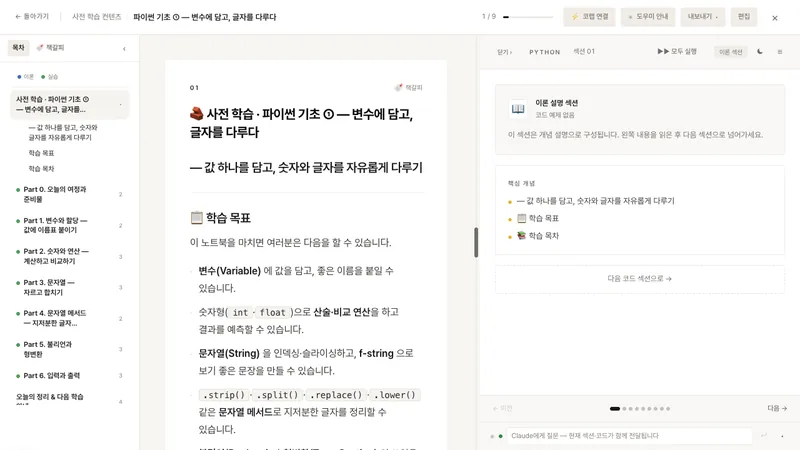 ← 돌아가기
사전 학습 컨텐츠
파이썬 기초 ① — 변수에 담고, 글자를 다루다
1 / 9
⚡ 코랩 연결
도우미 안내
내보내기
편집
×
목차
책갈피
‹
이론
실습
사전 학습 · 파이썬 기초 ①
— 변수에 담고, 글자를...
— 값 하나를 담고, 숫자와
글자를 자유롭게 다루기
학습 목표
학습 목차
Part 0. 오늘의 여정과
준비물
2
Part 1. 변수와 할당 —
값에 이름표 붙이기
2
Part 2. 숫자와 연산 —
계산하고 비교하기
3
Part 3. 문자열 —
자르고 합치기
3
Part 4. 문자열 메서드
— 지저분한 글자...
2
Part 5. 불리언과
형변환
3
Part 6. 입력과 출력
3
오늘의 정리 & 다음 학습
4
01
책갈피
사전 학습 · 파이썬 기초 ① — 변수에 담고,
글자를 다루다
— 값 하나를 담고, 숫자와 글자를 자유롭게 다루기
학습 목표
이 노트북을 마치면 여러분은 다음을 할 수 있습니다.
변수(Variable) 에 값을 담고, 좋은 이름을 붙일 수
있습니다.
숫자형( int · float )으로 산술·비교 연산을 하고
결과를 예측할 수 있습니다.
문자열(String) 을 인덱싱·슬라이싱하고, f-string 으로
보기 좋은 문장을 만들 수 있습니다.
.strip() · .split() · .replace() · .lower()
같은 문자열 메서드로 지저분한 글자를 정리할 수
있습니다.
닫기 ›
PYTHON
섹션 01
▶▶ 모두 실행
이론 섹션
이론 설명 섹션
코드 예제 없음
이 섹션은 개념 설명으로 구성됩니다. 왼쪽 내용을 읽은 후 다음 섹션으로 넘어가세요.
핵심 개념
— 값 하나를 담고, 숫자와 글자를 자유롭게 다루기
학습 목표
학습 목차
다음 코드 섹션으로 →
← 이전
다음 →
Claude에게 질문 — 현재 섹션·코드가 함께 전달됩니다